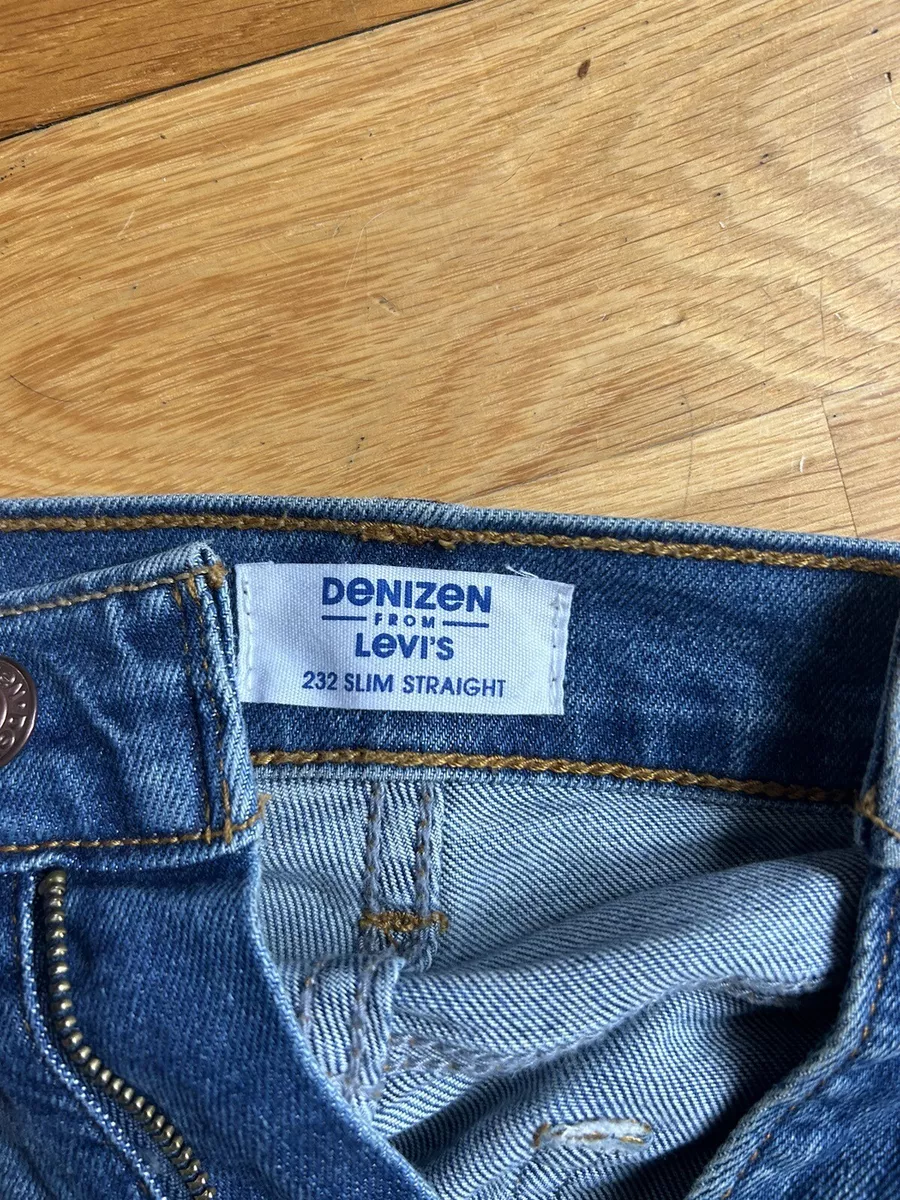 DeNIZeN
FROM
Levi's
232 SLIM STRAIGHT